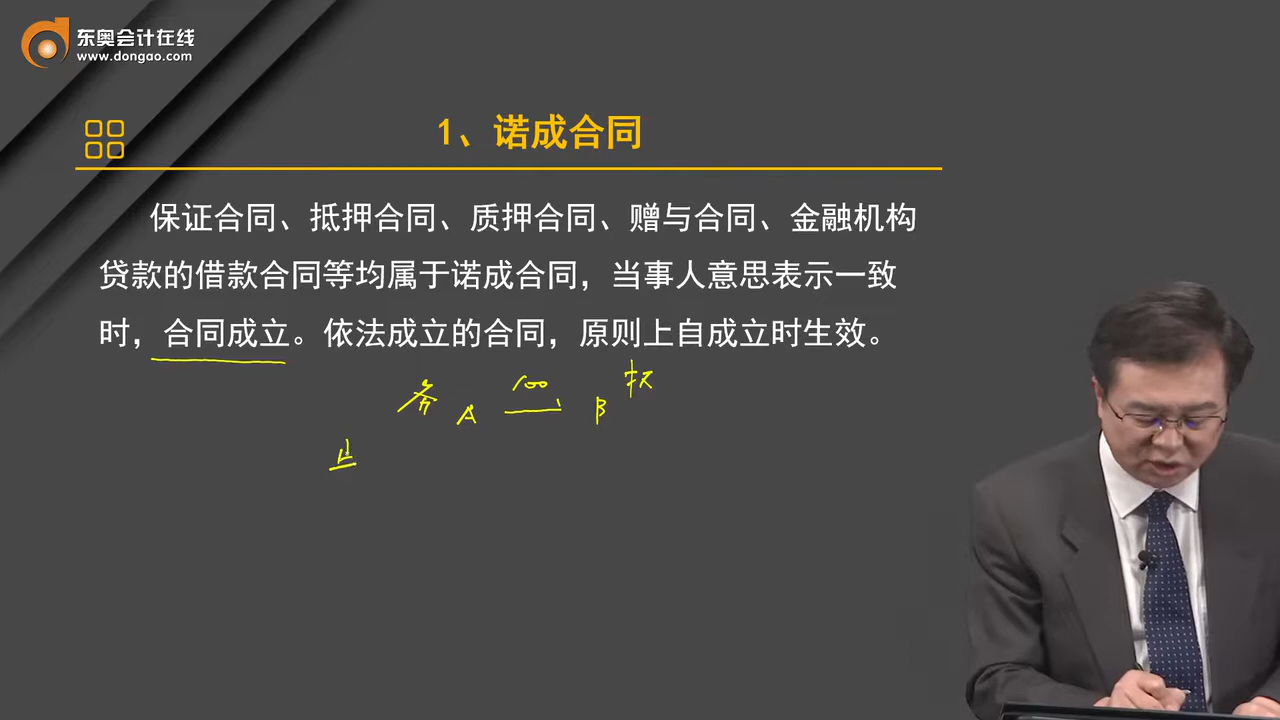 东奥会计在线
www.dongao.com
1、诺成合同
保证合同、抵押合同、质押合同、赠与合同、金融机构
贷款的借款合同等均属于诺成合同，当事人意思表示一致
时，合同成立。依法成立的合同，原则上自成立时生效。
务 A 100 B 权